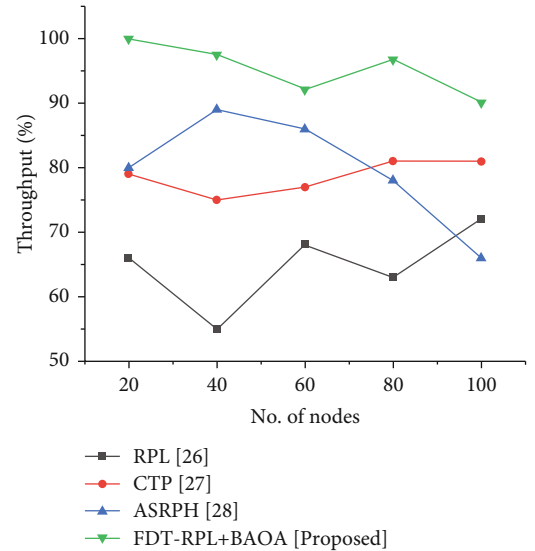 100
90
80
70
60
50
Throughput (%)
20
40
60
80
100
No. of nodes
RPL [26]
CTP [27]
ASRPH [28]
FDT-RPL+BAOA [Proposed]